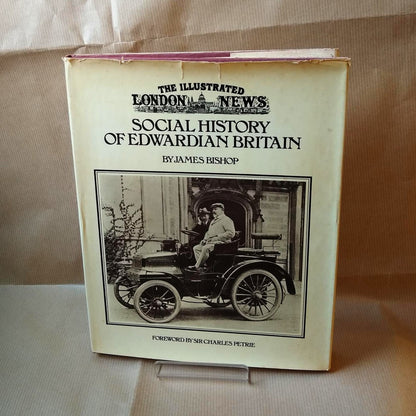 THE ILLUSTRATED
LONDON NEWS
SOCIAL HISTORY
OF EDWARDIAN BRITAIN
BY JAMES BISHOP
FOREWORD BY SIR CHARLES PETRIE